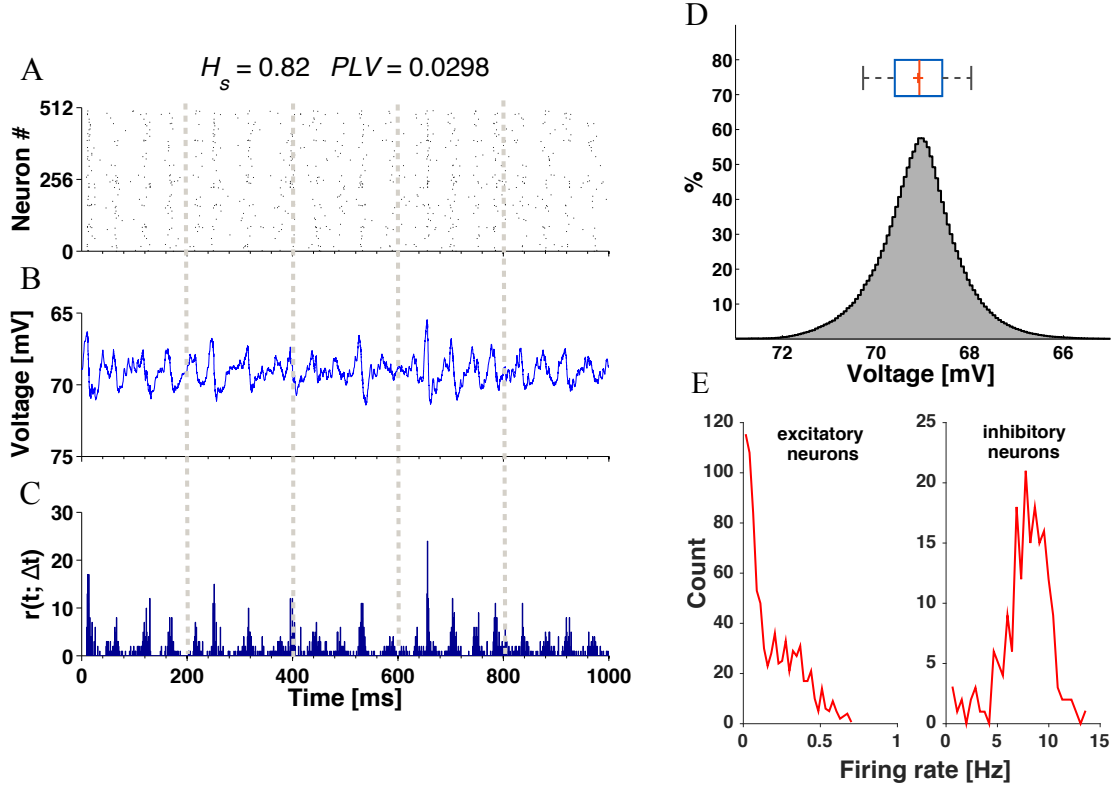 A
H_s = 0.82 PLV = 0.0298
512
256
0
Neuron #
B
65
70
75
Voltage [mV]
C
30
20
10
0
r(t; Δt)
0 200 400 600 800 1000
Time [ms]
D
80
70
60
50
40
30
20
10
%
72 70 68 66
Voltage [mV]
E
120
100
80
60
40
20
0
Count
excitatory
neurons
0 0.5 1
25
20
15
10
5
0
inhibitory
neurons
0 5 10 15
Firing rate [Hz]